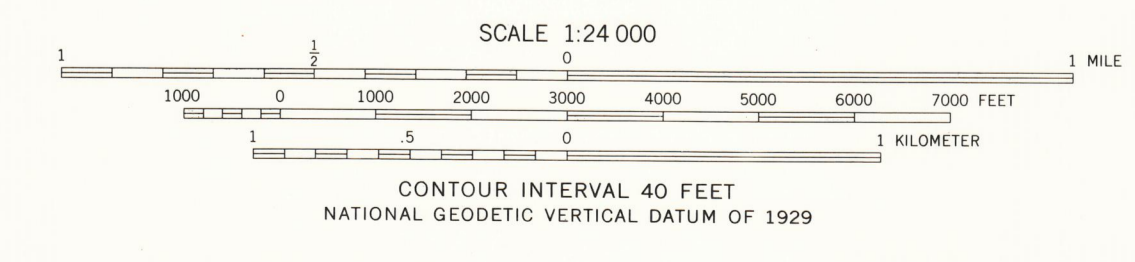 SCALE 1:24 000
1 1/2 0 1 MILE
1000 0 1000 2000 3000 4000 5000 6000 7000 FEET
1 .5 0 1 KILOMETER
CONTOUR INTERVAL 40 FEET
NATIONAL GEODETIC VERTICAL DATUM OF 1929